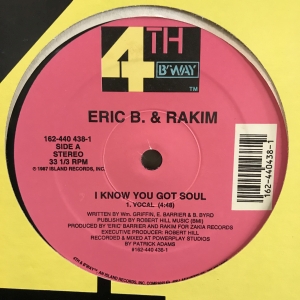 4TH
B'WAY
TM
ERIC B. & RAKIM
162-440 438-1
SIDE A
STEREO
33 1/3 RPM
℗ © 1987 ISLAND RECORDS, INC.
162-440438-1
I KNOW YOU GOT SOUL
1. VOCAL (4:48)
WRITTEN BY Wm. GRIFFIN, E. BARRIER & B. BYRD
PUBLISHED BY ROBERT HILL MUSIC (BMI)
PRODUCED BY 'ERIC' BARRIER AND RAKIM FOR ZAKIA RECORDS
EXECUTIVE PRODUCER: ROBERT HILL
RECORDED & MIXED AT POWERPLAY STUDIOS
BY PATRICK ADAMS
#162-440 438-1